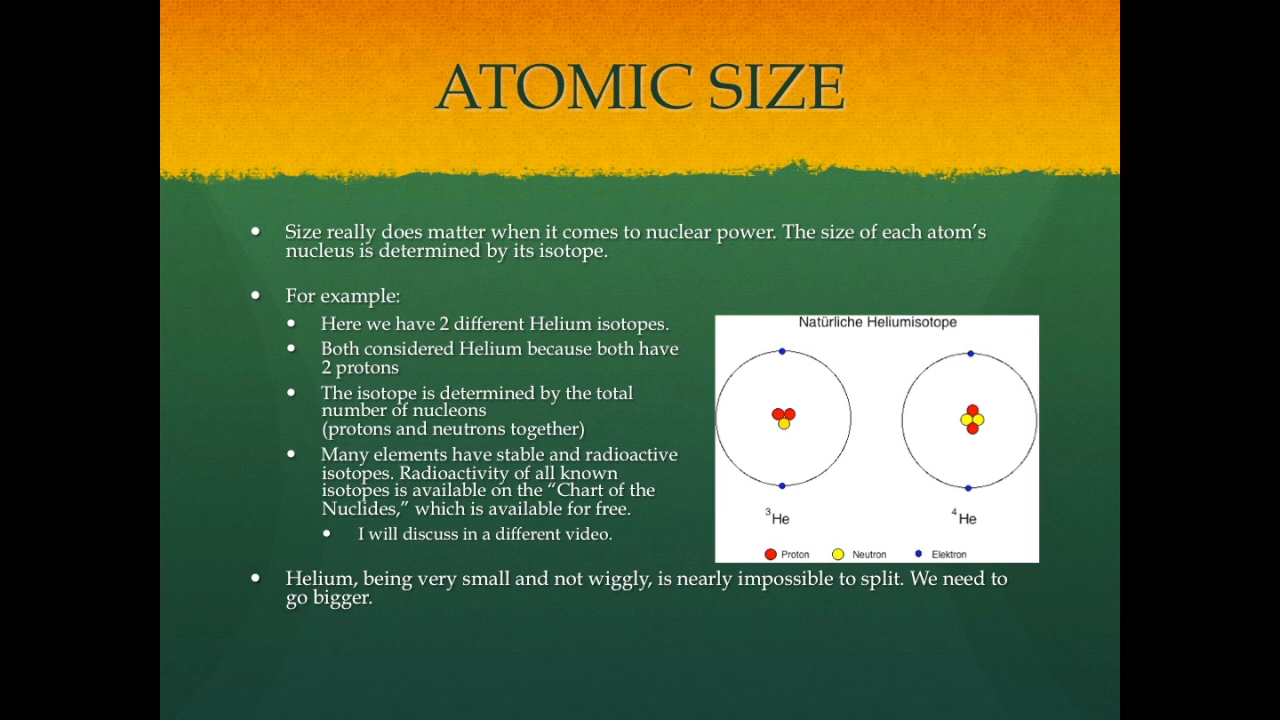 ATOMIC SIZE
Size really does matter when it comes to nuclear power. The size of each atom’s
nucleus is determined by its isotope.
For example:
Here we have 2 different Helium isotopes.
Both considered Helium because both have
2 protons
The isotope is determined by the total
number of nucleons
(protons and neutrons together)
Many elements have stable and radioactive
isotopes. Radioactivity of all known
isotopes is available on the “Chart of the
Nuclides,” which is available for free.
I will discuss in a different video.
Natürliche Heliumisotope
³He
⁴He
Proton Neutron Elektron
Helium, being very small and not wiggly, is nearly impossible to split. We need to
go bigger.